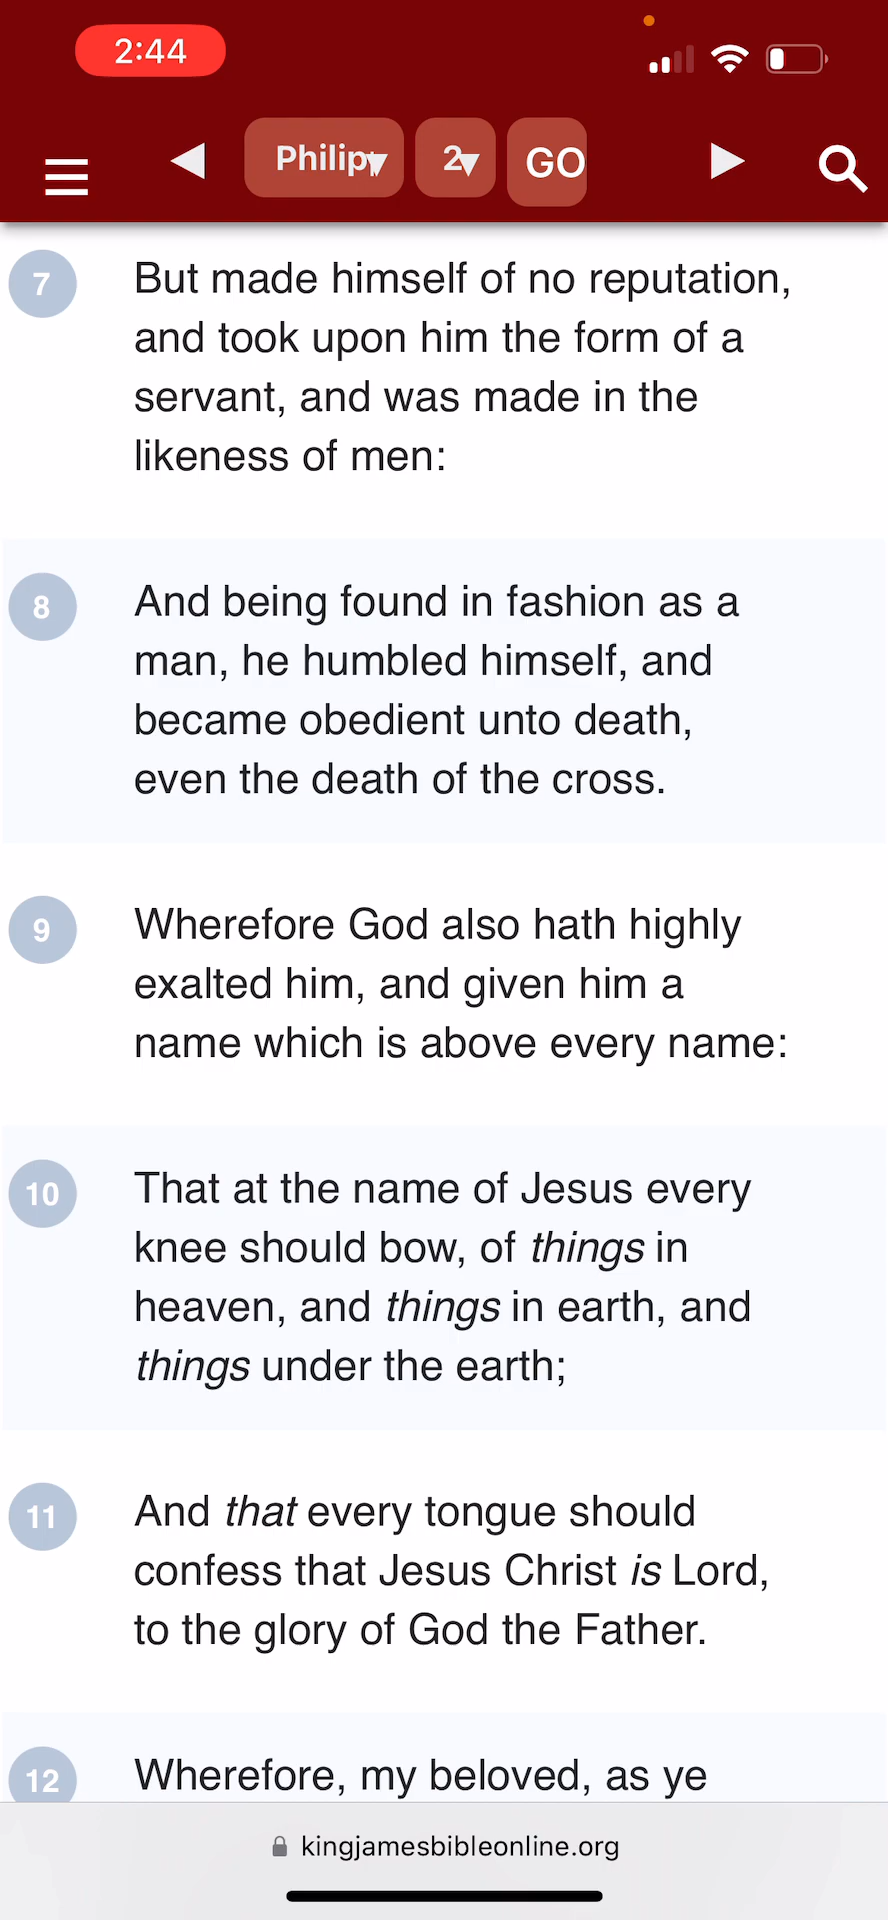 2:44
Philip 2 GO
7 But made himself of no reputation,
and took upon him the form of a
servant, and was made in the
likeness of men:
8 And being found in fashion as a
man, he humbled himself, and
became obedient unto death,
even the death of the cross.
9 Wherefore God also hath highly
exalted him, and given him a
name which is above every name:
10 That at the name of Jesus every
knee should bow, of things in
heaven, and things in earth, and
things under the earth;
11 And that every tongue should
confess that Jesus Christ is Lord,
to the glory of God the Father.
12 Wherefore, my beloved, as ye
kingjamesbibleonline.org